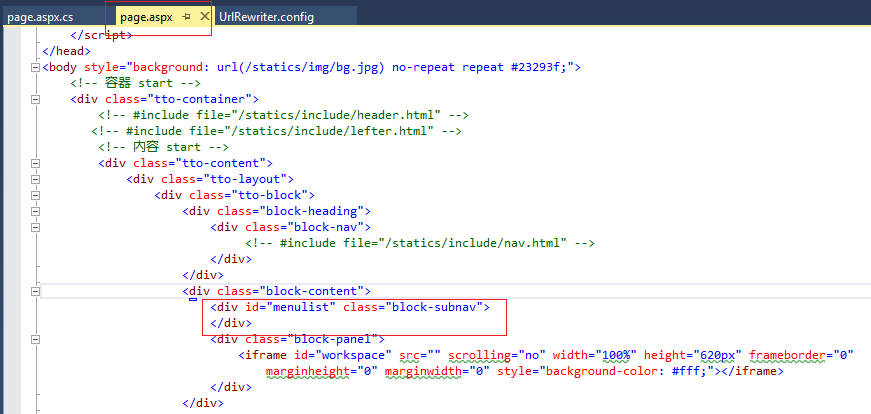 page.aspx.cs page.aspx UrlRewriter.config
</script>
</head>
<body style="background: url(/statics/img/bg.jpg) no-repeat repeat #23293f;">
<!-- 容器 start -->
<div class="tto-container">
<!-- #include file="/statics/include/header.html" -->
<!-- #include file="/statics/include/lefter.html" -->
<!-- 内容 start -->
<div class="tto-content">
<div class="tto-layout">
<div class="tto-block">
<div class="block-heading">
<div class="block-nav">
<!-- #include file="/statics/include/nav.html" -->
</div>
</div>
<div class="block-content">
<div id="menulist" class="block-subnav">
</div>
<div class="block-panel">
<iframe id="workspace" src="" scrolling="no" width="100%" height="620px" frameborder="0"
marginheight="0" marginwidth="0" style="background-color: #fff;"></iframe>
</div>
</div>